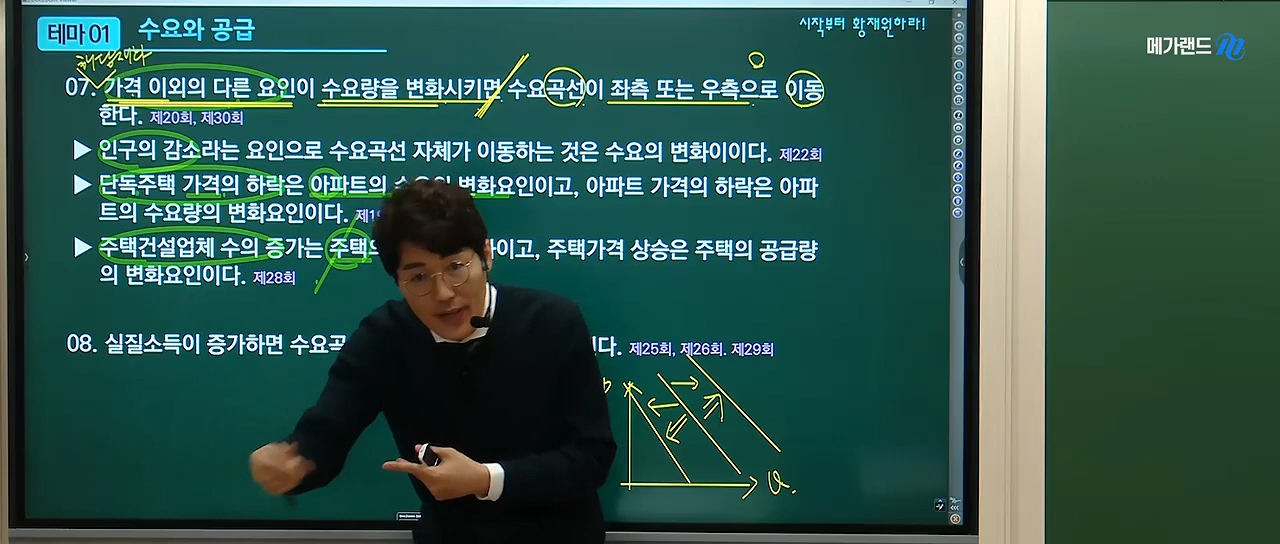 테마 01 수요와 공급
시작부터 황재원하라!
메가랜드
해당재화
07. 가격 이외의 다른 요인이 수요량을 변화시키면 수요곡선이 좌측 또는 우측으로 이동
한다. 제20회, 제30회
▶ 인구의 감소라는 요인으로 수요곡선 자체가 이동하는 것은 수요의 변화이이다. 제22회
▶ 단독주택 가격의 하락은 아파트의 수요의 변화요인이고, 아파트 가격의 하락은 아파
트의 수요량의 변화요인이다.
▶ 주택건설업체 수의 증가는 주택의 이고, 주택가격 상승은 주택의 공급량
의 변화요인이다. 제28회
08. 실질소득이 증가하면 수요곡 다. 제25회, 제26회. 제29회
Q.